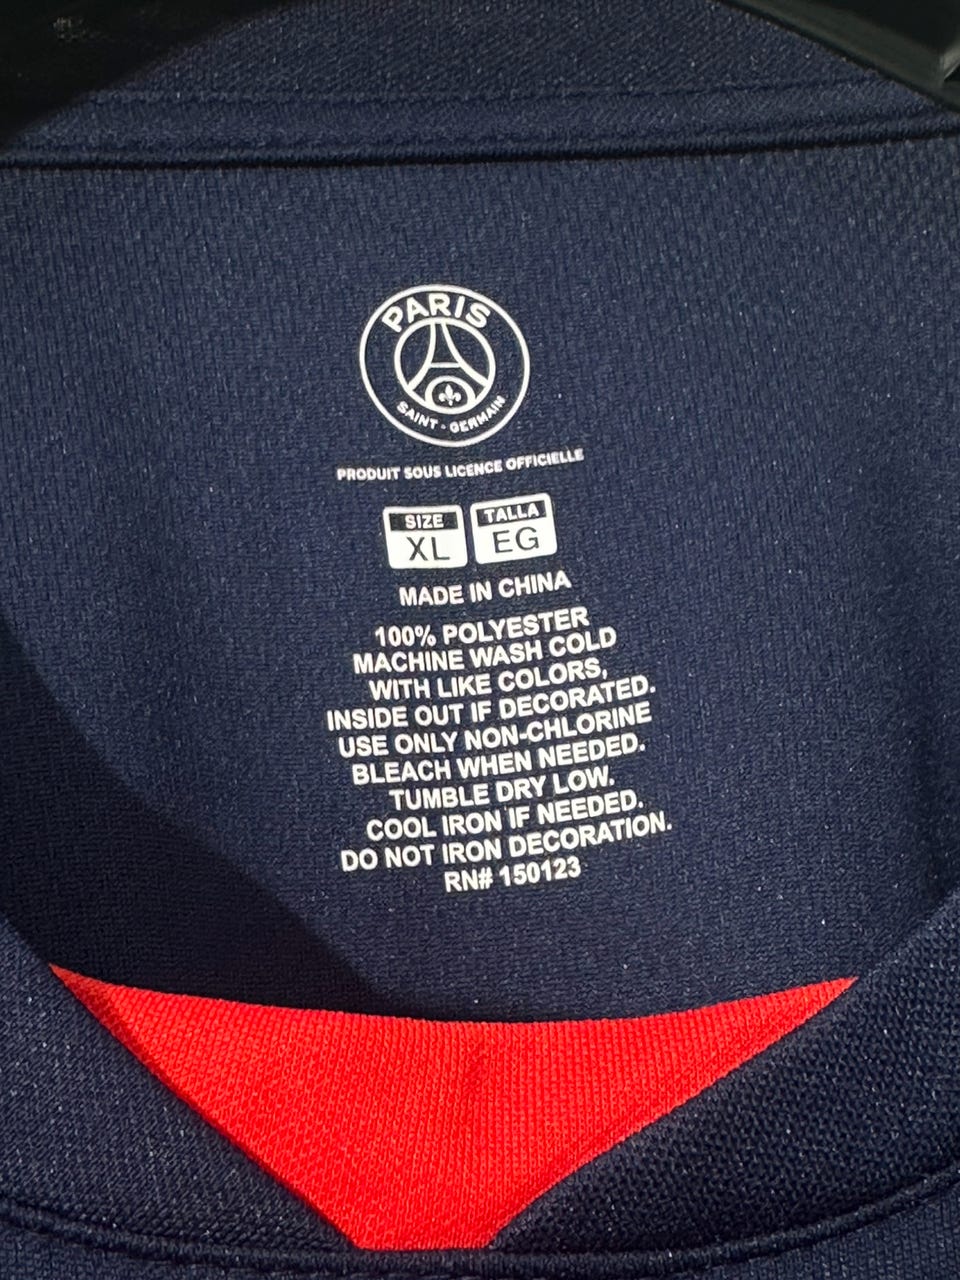 PARIS
SAINT-GERMAIN
PRODUIT SOUS LICENCE OFFICIELLE
SIZE TALLA
XL EG
MADE IN CHINA
100% POLYESTER
MACHINE WASH COLD
WITH LIKE COLORS,
INSIDE OUT IF DECORATED.
USE ONLY NON-CHLORINE
BLEACH WHEN NEEDED.
TUMBLE DRY LOW.
COOL IRON IF NEEDED.
DO NOT IRON DECORATION.
RN# 150123